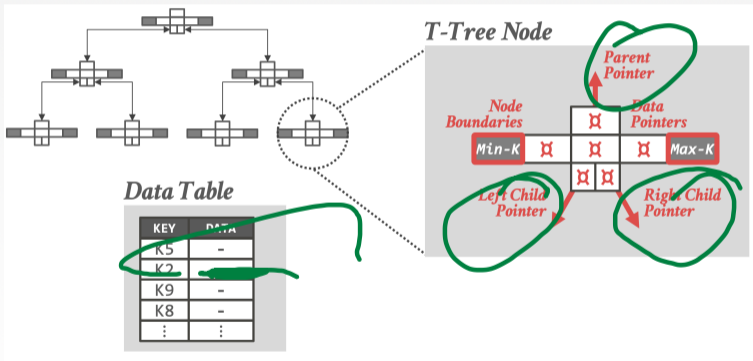 T-Tree Node
Parent
Pointer
Node
Boundaries
Data
Pointers
Min-K
Max-K
Left Child
Pointer
Right Child
Pointer
Data Table
KEY DATA
K5 -
K2
K9 -
K8 -
⋮ ⋮